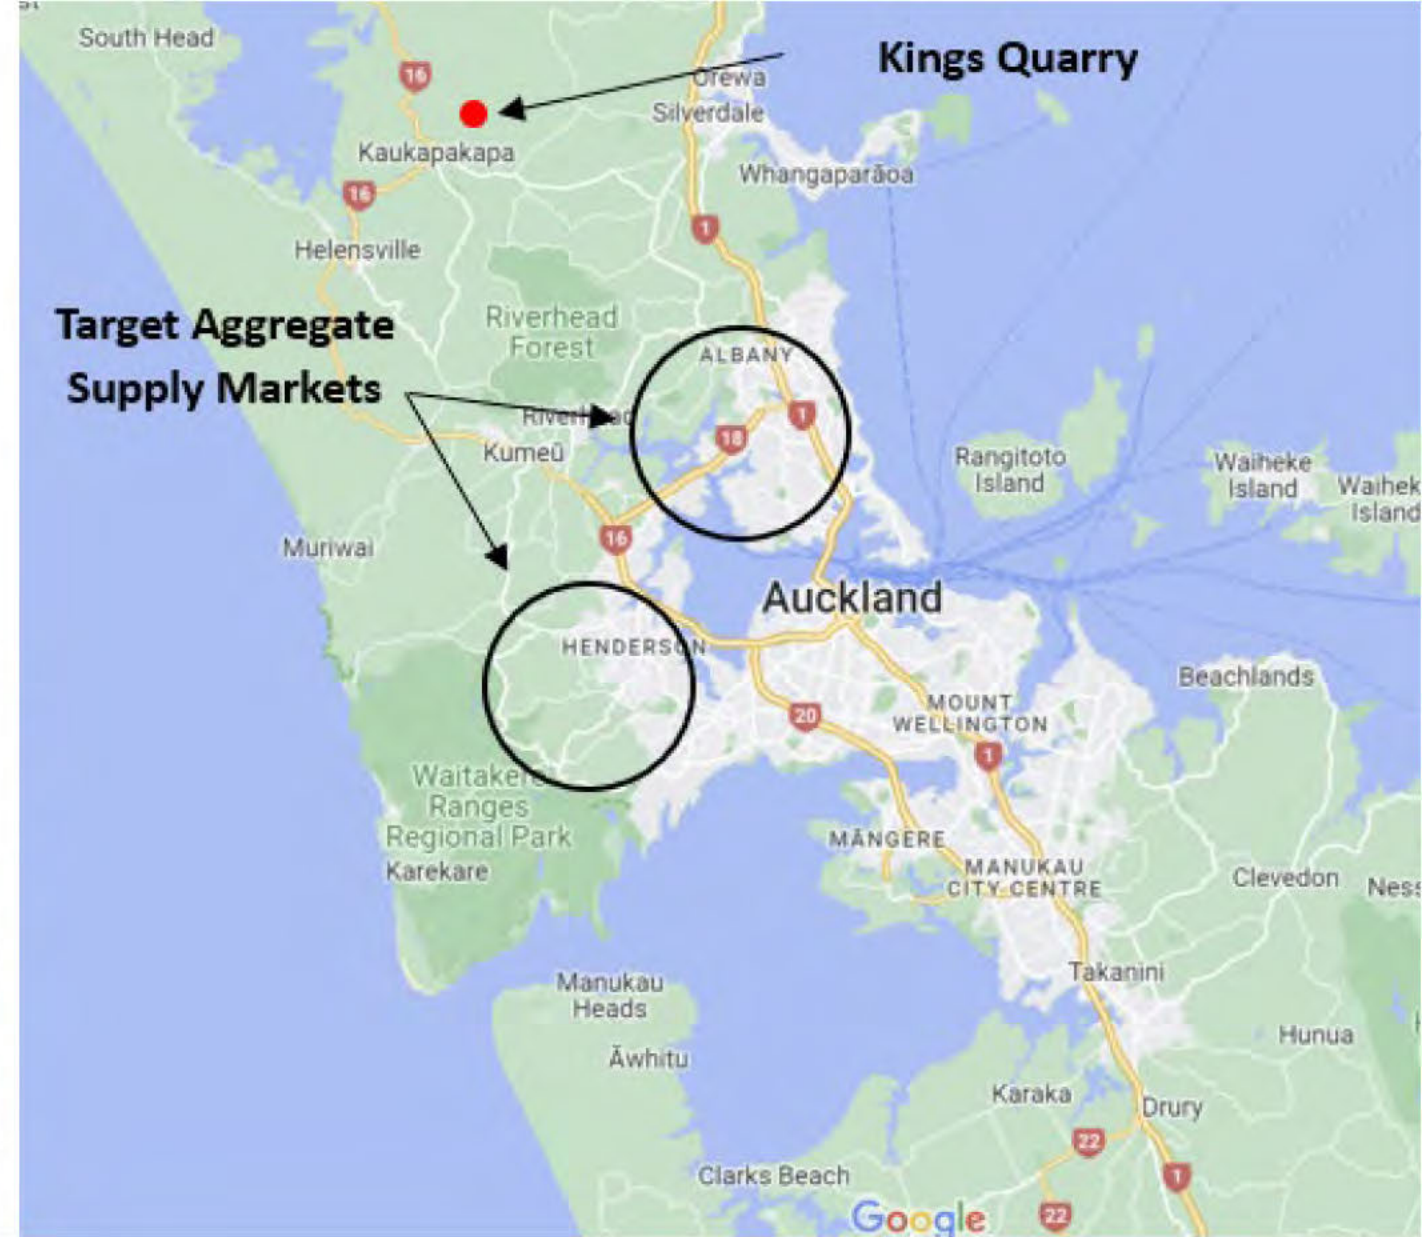 South Head
Kings Quarry
16
Orewa
Silverdale
Kaukapakapa
Whangaparāoa
16
1
Helensville
Target Aggregate
Supply Markets
Riverhead
Forest
ALBANY
Riverhead
1
18
Kumeū
Rangitoto
Island
Waiheke
Island
Waihek
Island
16
Muriwai
Auckland
HENDERSON
Beachlands
MOUNT
WELLINGTON
20
1
Waitakere
Ranges
Regional Park
MĀNGERE
Karekare
MANUKAU
CITY CENTRE
Clevedon
Ness
Takanini
Manukau
Heads
Hunua
Āwhitu
Karaka
Drury
22
Clarks Beach
1
Google
22